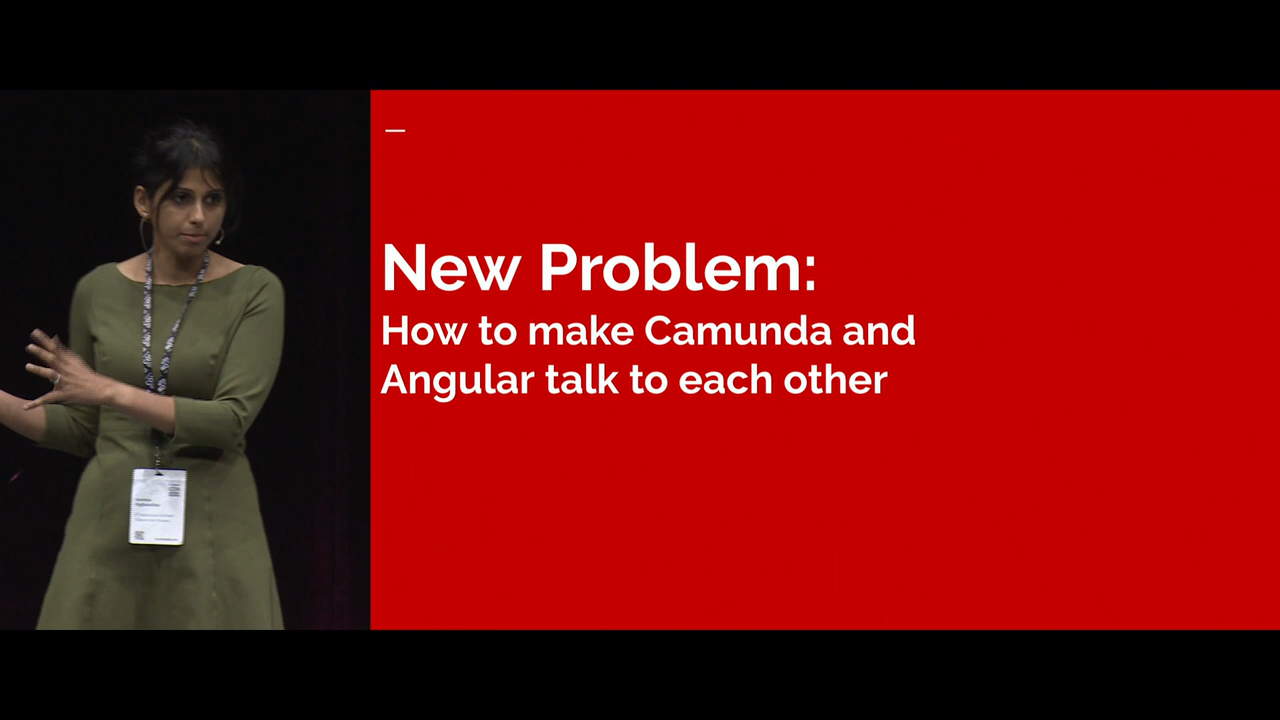 New Problem:
How to make Camunda and
Angular talk to each other